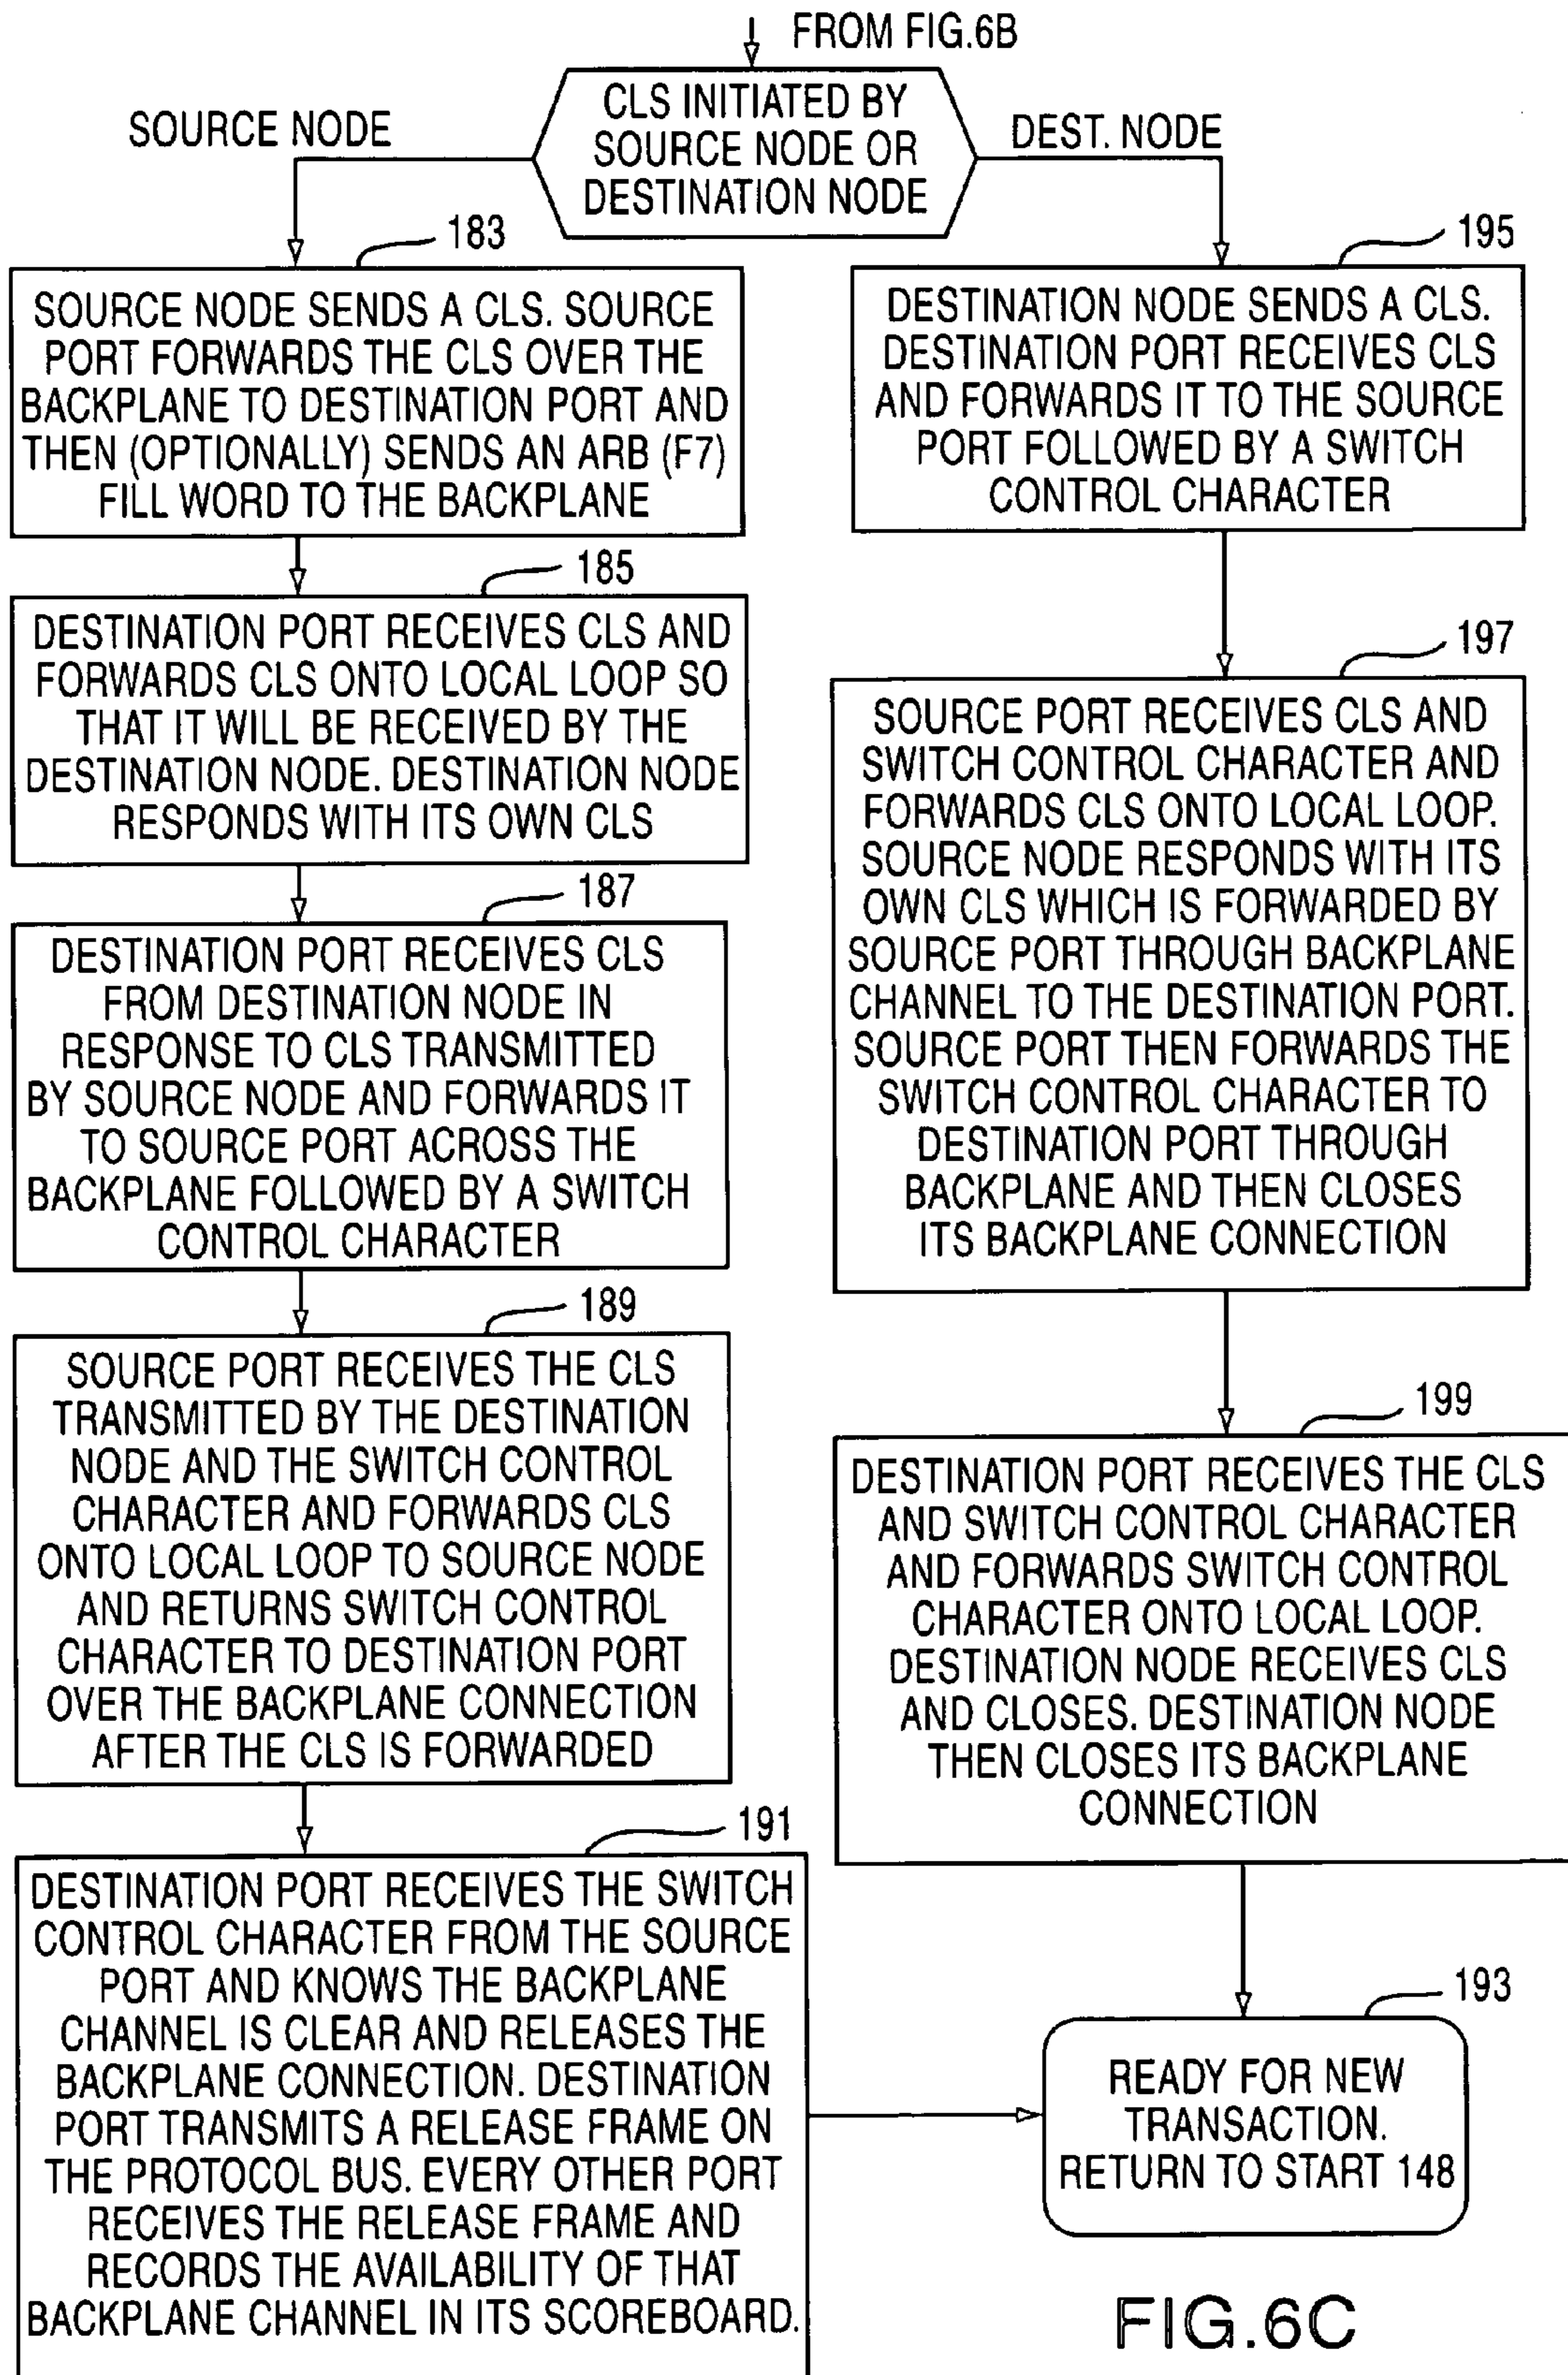 FROM FIG.6B
CLS INITIATED BY
SOURCE NODE OR
DESTINATION NODE
SOURCE NODE
DEST. NODE
183
SOURCE NODE SENDS A CLS. SOURCE
PORT FORWARDS THE CLS OVER THE
BACKPLANE TO DESTINATION PORT AND
THEN (OPTIONALLY) SENDS AN ARB (F7)
FILL WORD TO THE BACKPLANE
185
DESTINATION PORT RECEIVES CLS AND
FORWARDS CLS ONTO LOCAL LOOP SO
THAT IT WILL BE RECEIVED BY THE
DESTINATION NODE. DESTINATION NODE
RESPONDS WITH ITS OWN CLS
187
DESTINATION PORT RECEIVES CLS
FROM DESTINATION NODE IN
RESPONSE TO CLS TRANSMITTED
BY SOURCE NODE AND FORWARDS IT
TO SOURCE PORT ACROSS THE
BACKPLANE FOLLOWED BY A SWITCH
CONTROL CHARACTER
189
SOURCE PORT RECEIVES THE CLS
TRANSMITTED BY THE DESTINATION
NODE AND THE SWITCH CONTROL
CHARACTER AND FORWARDS CLS
ONTO LOCAL LOOP TO SOURCE NODE
AND RETURNS SWITCH CONTROL
CHARACTER TO DESTINATION PORT
OVER THE BACKPLANE CONNECTION
AFTER THE CLS IS FORWARDED
191
DESTINATION PORT RECEIVES THE SWITCH
CONTROL CHARACTER FROM THE SOURCE
PORT AND KNOWS THE BACKPLANE
CHANNEL IS CLEAR AND RELEASES THE
BACKPLANE CONNECTION. DESTINATION
PORT TRANSMITS A RELEASE FRAME ON
THE PROTOCOL BUS. EVERY OTHER PORT
RECEIVES THE RELEASE FRAME AND
RECORDS THE AVAILABILITY OF THAT
BACKPLANE CHANNEL IN ITS SCOREBOARD.
195
DESTINATION NODE SENDS A CLS.
DESTINATION PORT RECEIVES CLS
AND FORWARDS IT TO THE SOURCE
PORT FOLLOWED BY A SWITCH
CONTROL CHARACTER
197
SOURCE PORT RECEIVES CLS AND
SWITCH CONTROL CHARACTER AND
FORWARDS CLS ONTO LOCAL LOOP.
SOURCE NODE RESPONDS WITH ITS
OWN CLS WHICH IS FORWARDED BY
SOURCE PORT THROUGH BACKPLANE
CHANNEL TO THE DESTINATION PORT.
SOURCE PORT THEN FORWARDS THE
SWITCH CONTROL CHARACTER TO
DESTINATION PORT THROUGH
BACKPLANE AND THEN CLOSES
ITS BACKPLANE CONNECTION
199
DESTINATION PORT RECEIVES THE CLS
AND SWITCH CONTROL CHARACTER
AND FORWARDS SWITCH CONTROL
CHARACTER ONTO LOCAL LOOP.
DESTINATION NODE RECEIVES CLS
AND CLOSES. DESTINATION NODE
THEN CLOSES ITS BACKPLANE
CONNECTION
193
READY FOR NEW
TRANSACTION.
RETURN TO START 148
FIG.6C